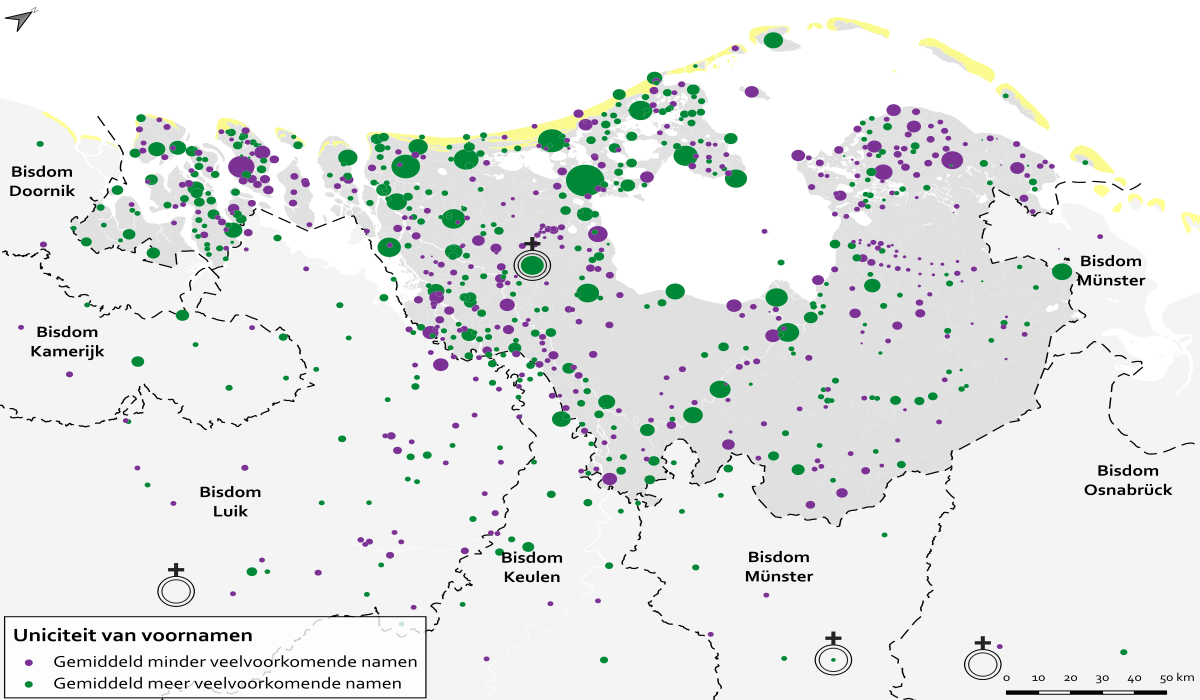 Bisdom
Doornik
Bisdom
Münster
Bisdom
Kamerijk
Bisdom
Osnabrück
Bisdom
Luik
Bisdom
Keulen
Bisdom
Münster
Uniciteit van voornamen
Gemiddeld minder veelvoorkomende namen
Gemiddeld meer veelvoorkomende namen
0 10 20 30 40 50 km